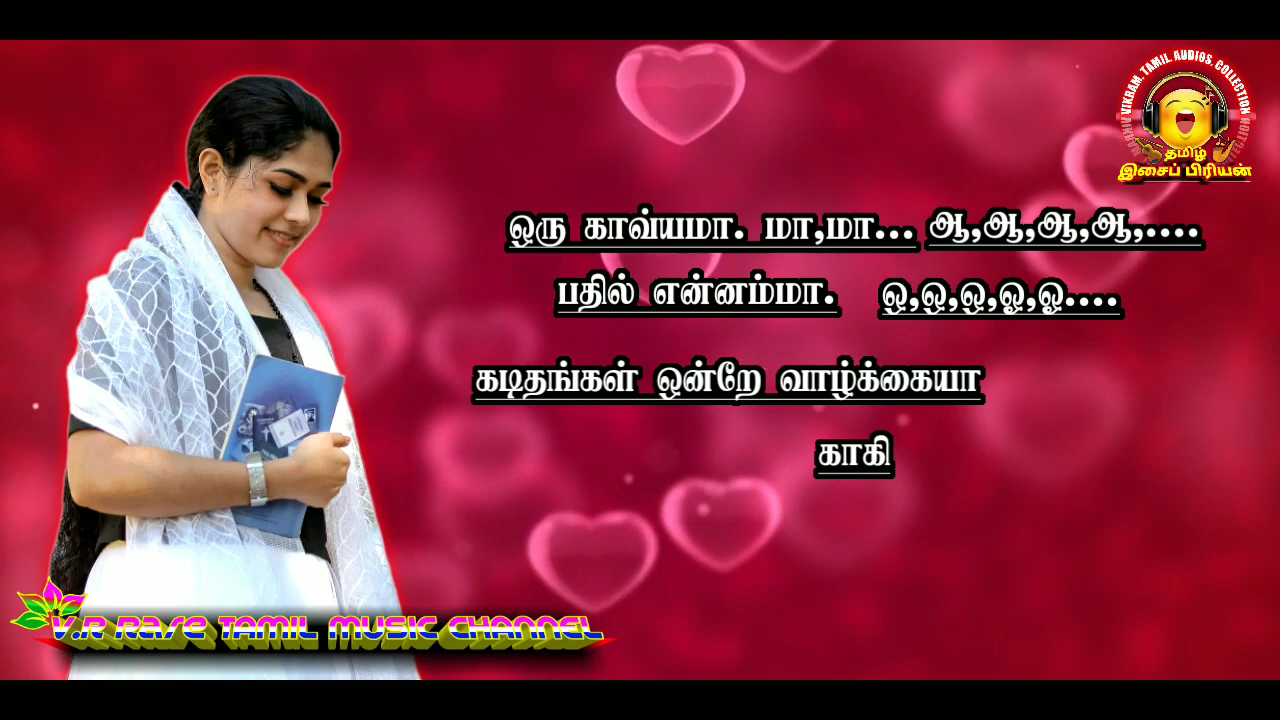 VIKRAM. TAMIL AUDIOS. COLLECTION
தமிழ்
இசைப் பிரியன்
ஒரு காவ்யமா. மா,மா... ஆ,ஆ,ஆ,ஆ,....
பதில் என்னம்மா. ஒ,ஒ,ஒ,ஓ,ஓ....
கடிதங்கள் ஒன்றே வாழ்க்கையா
காகி
V.R Rase TAMIL MUSIC CHANNEL